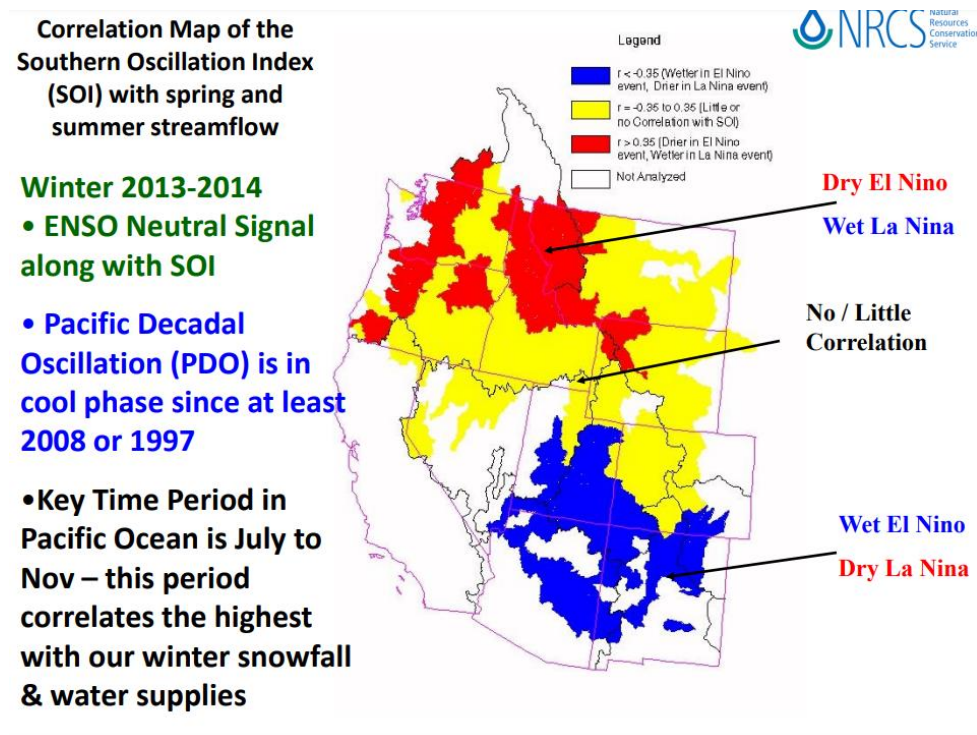 Correlation Map of the
Southern Oscillation Index
(SOI) with spring and
summer streamflow
Winter 2013-2014
• ENSO Neutral Signal
along with SOI
• Pacific Decadal
Oscillation (PDO) is in
cool phase since at least
2008 or 1997
•Key Time Period in
Pacific Ocean is July to
Nov – this period
correlates the highest
with our winter snowfall
& water supplies
Legend
r < -0.35 (Wetter in El Nino
event, Drier in La Nina event)
r = -0.35 to 0.35 (Little or
no Correlation with SOI)
r > 0.35 (Drier in El Nino
event, Wetter in La Nina event)
Not Analyzed
NRCS
Natural
Resources
Conservation
Service
Dry El Nino
Wet La Nina
No / Little
Correlation
Wet El Nino
Dry La Nina